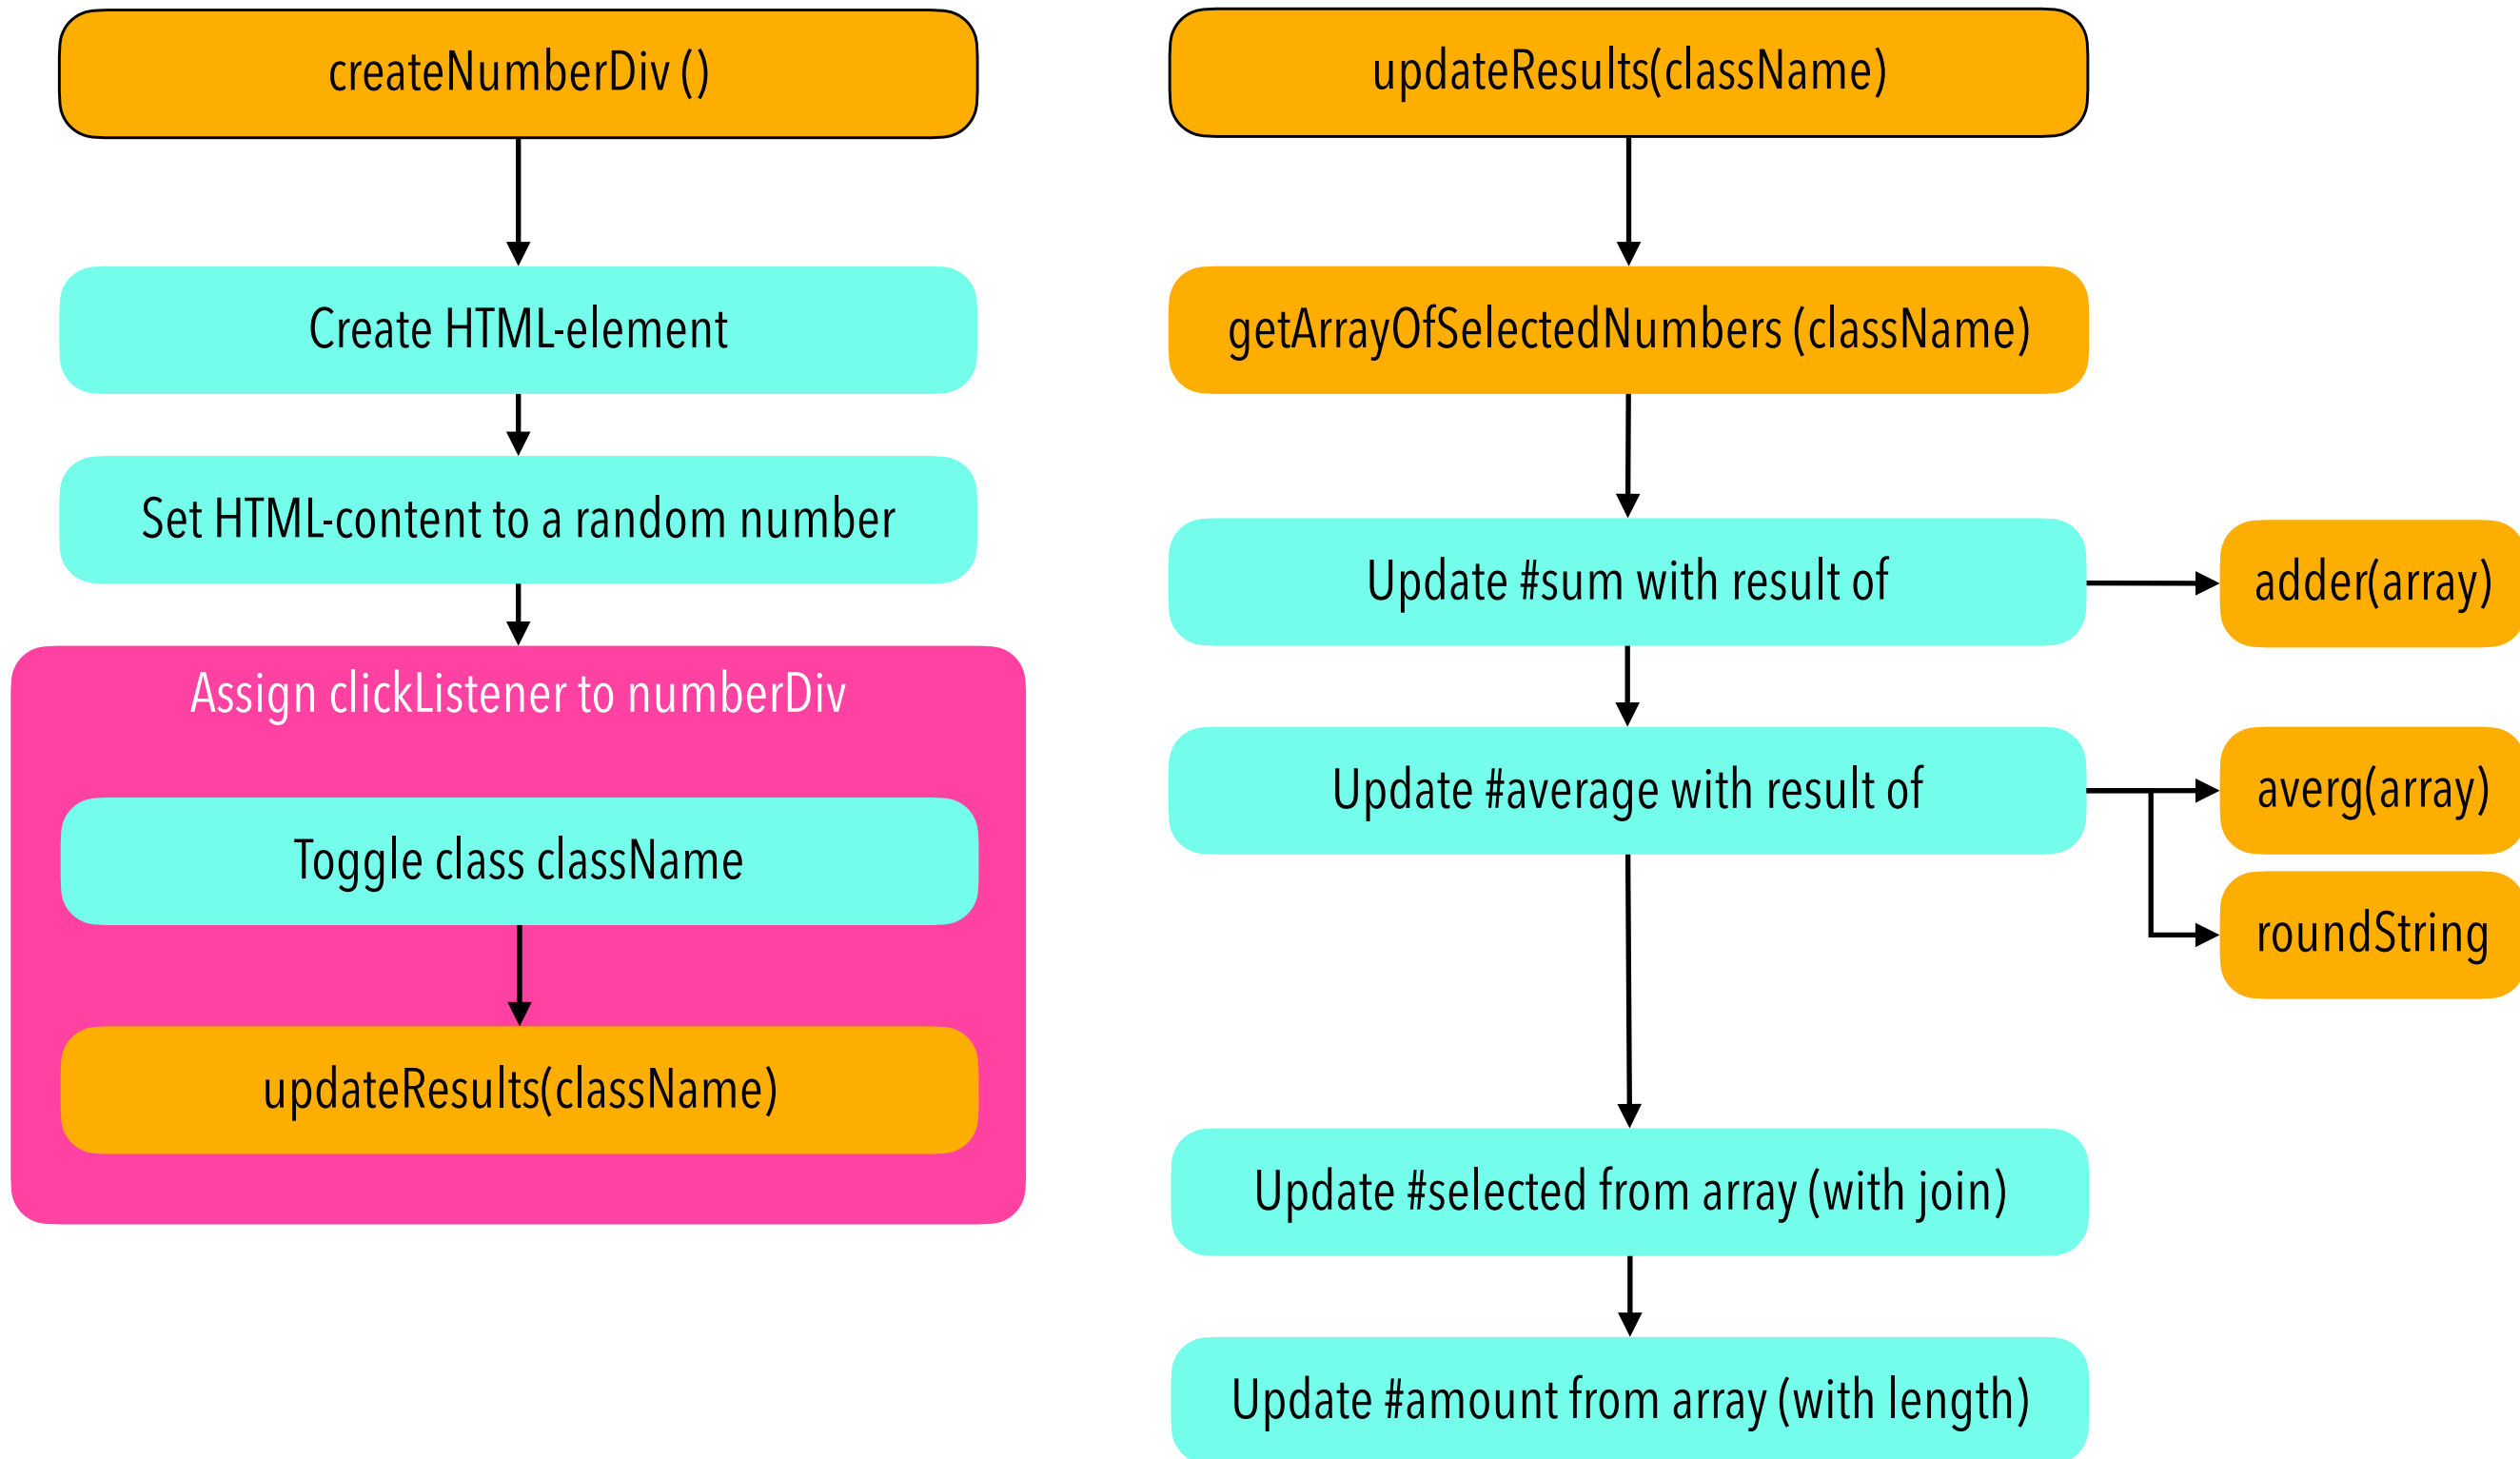 createNumberDiv ()
Create HTML-element
Set HTML-content to a random number
Assign clickListener to numberDiv
Toggle class className
updateResults(className)
updateResults(className)
getArrayOfSelectedNumbers (className)
Update #sum with result of
adder(array)
Update #average with result of
averg(array)
roundString
Update #selected from array (with join)
Update #amount from array (with length)